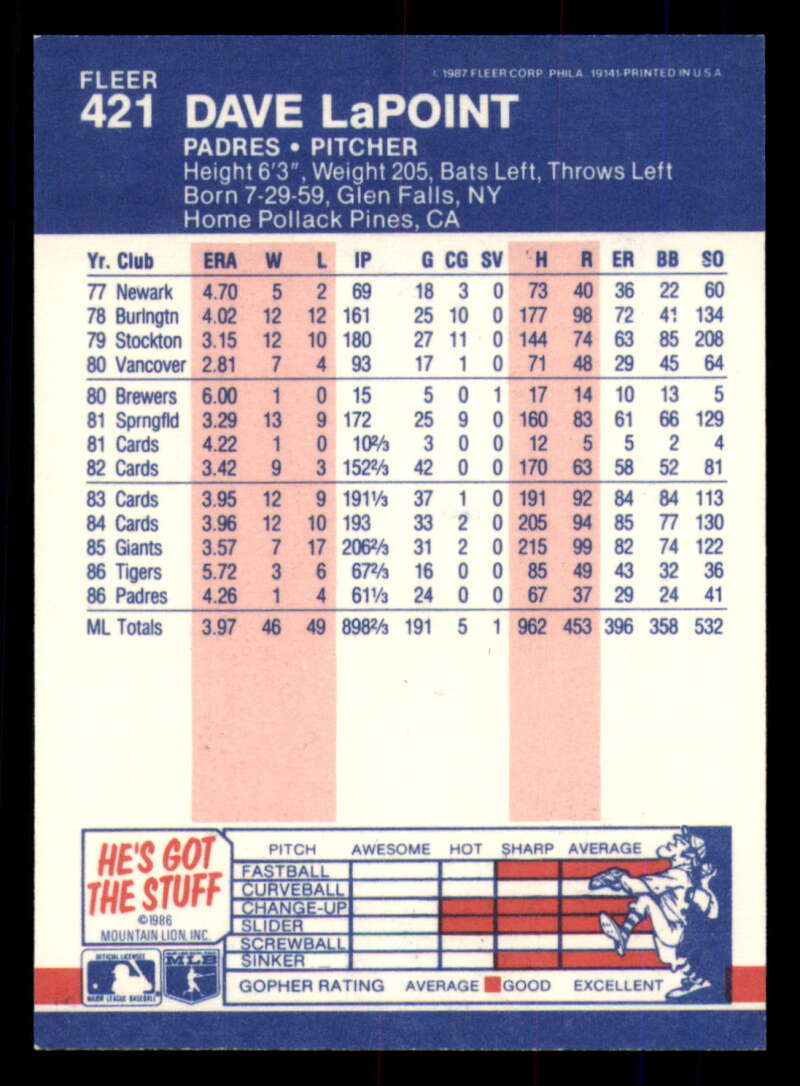 FLEER
© 1987 FLEER CORP. PHILA. 19141-PRINTED IN U.S.A.
421 DAVE LaPOINT
PADRES • PITCHER
Height 6'3", Weight 205, Bats Left, Throws Left
Born 7-29-59, Glen Falls, NY
Home Pollack Pines, CA
Yr. Club ERA W L IP G CG SV H R ER BB SO
77 Newark 4.70 5 2 69 18 3 0 73 40 36 22 60
78 Burlngtn 4.02 12 12 161 25 10 0 177 98 72 41 134
79 Stockton 3.15 12 10 180 27 11 0 144 74 63 85 208
80 Vancover 2.81 7 4 93 17 1 0 71 48 29 45 64
80 Brewers 6.00 1 0 15 5 0 1 17 14 10 13 5
81 Sprngfld 3.29 13 9 172 25 9 0 160 83 61 66 129
81 Cards 4.22 1 0 10⅔ 3 0 0 12 5 5 2 4
82 Cards 3.42 9 3 152⅔ 42 0 0 170 63 58 52 81
83 Cards 3.95 12 9 191⅓ 37 1 0 191 92 84 84 113
84 Cards 3.96 12 10 193 33 2 0 205 94 85 77 130
85 Giants 3.57 7 17 206⅔ 31 2 0 215 99 82 74 122
86 Tigers 5.72 3 6 67⅔ 16 0 0 85 49 43 32 36
86 Padres 4.26 1 4 61⅓ 24 0 0 67 37 29 24 41
ML Totals 3.97 46 49 898⅔ 191 5 1 962 453 396 358 532
HE'S GOT
THE STUFF
©1986
MOUNTAIN LION, INC.
OFFICIAL LICENSEE
MAJOR LEAGUE BASEBALL
MLB
PITCH AWESOME HOT SHARP AVERAGE
FASTBALL
CURVEBALL
CHANGE-UP
SLIDER
SCREWBALL
SINKER
GOPHER RATING AVERAGE GOOD EXCELLENT